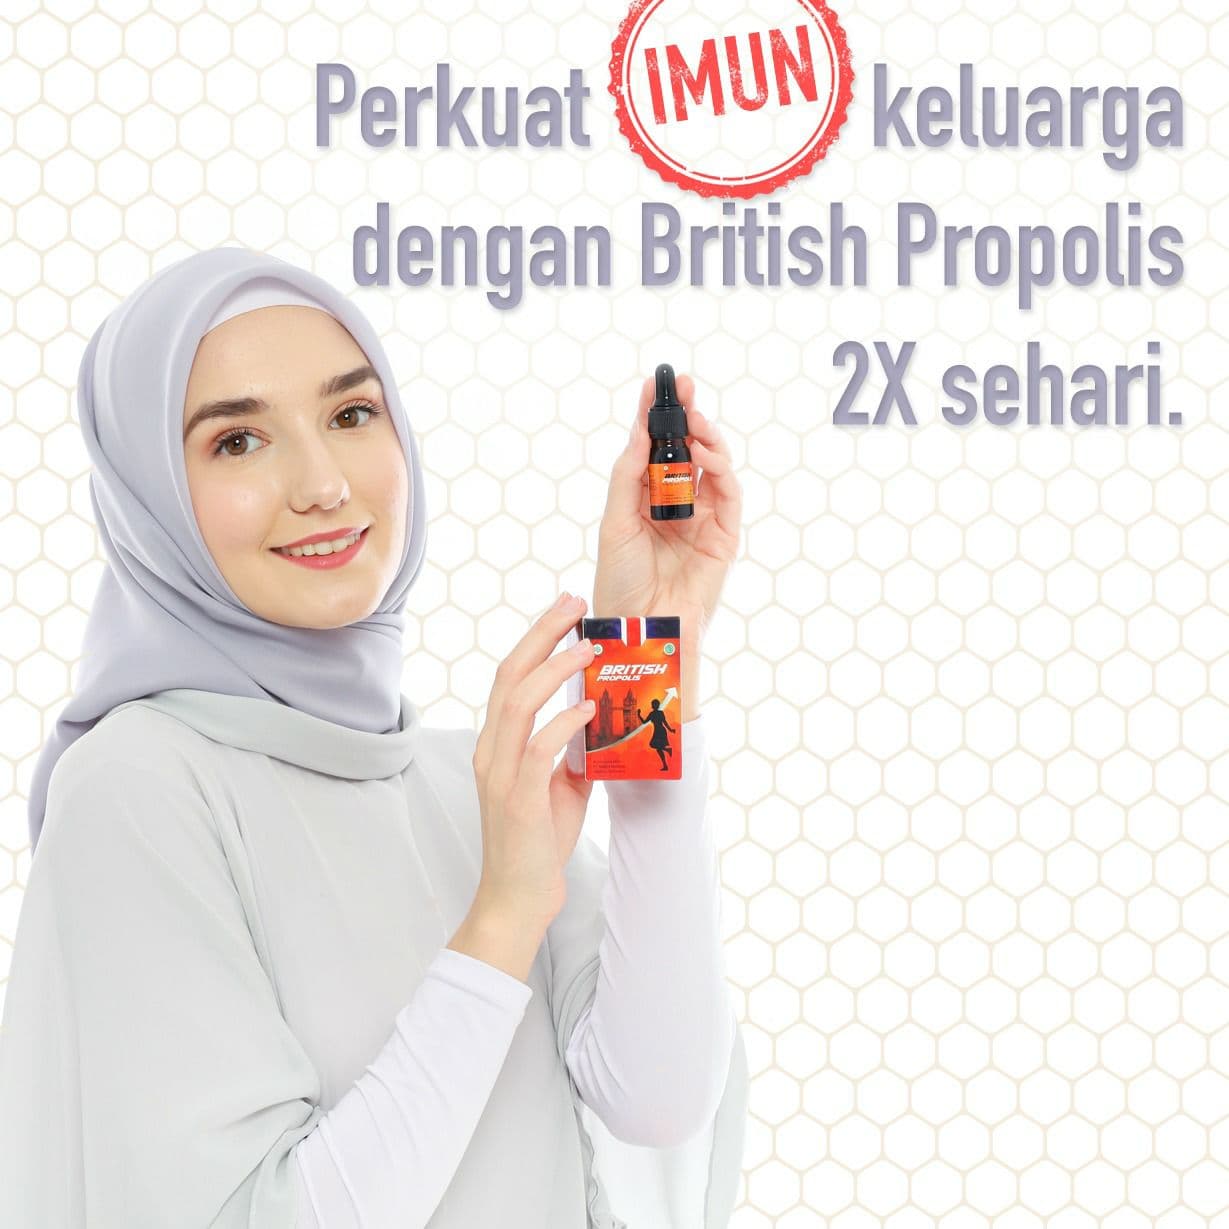 Perkuat IMUN keluarga
dengan British Propolis
2X sehari.
BRITISH
PROPOLIS
BRITISH
PROPOLIS